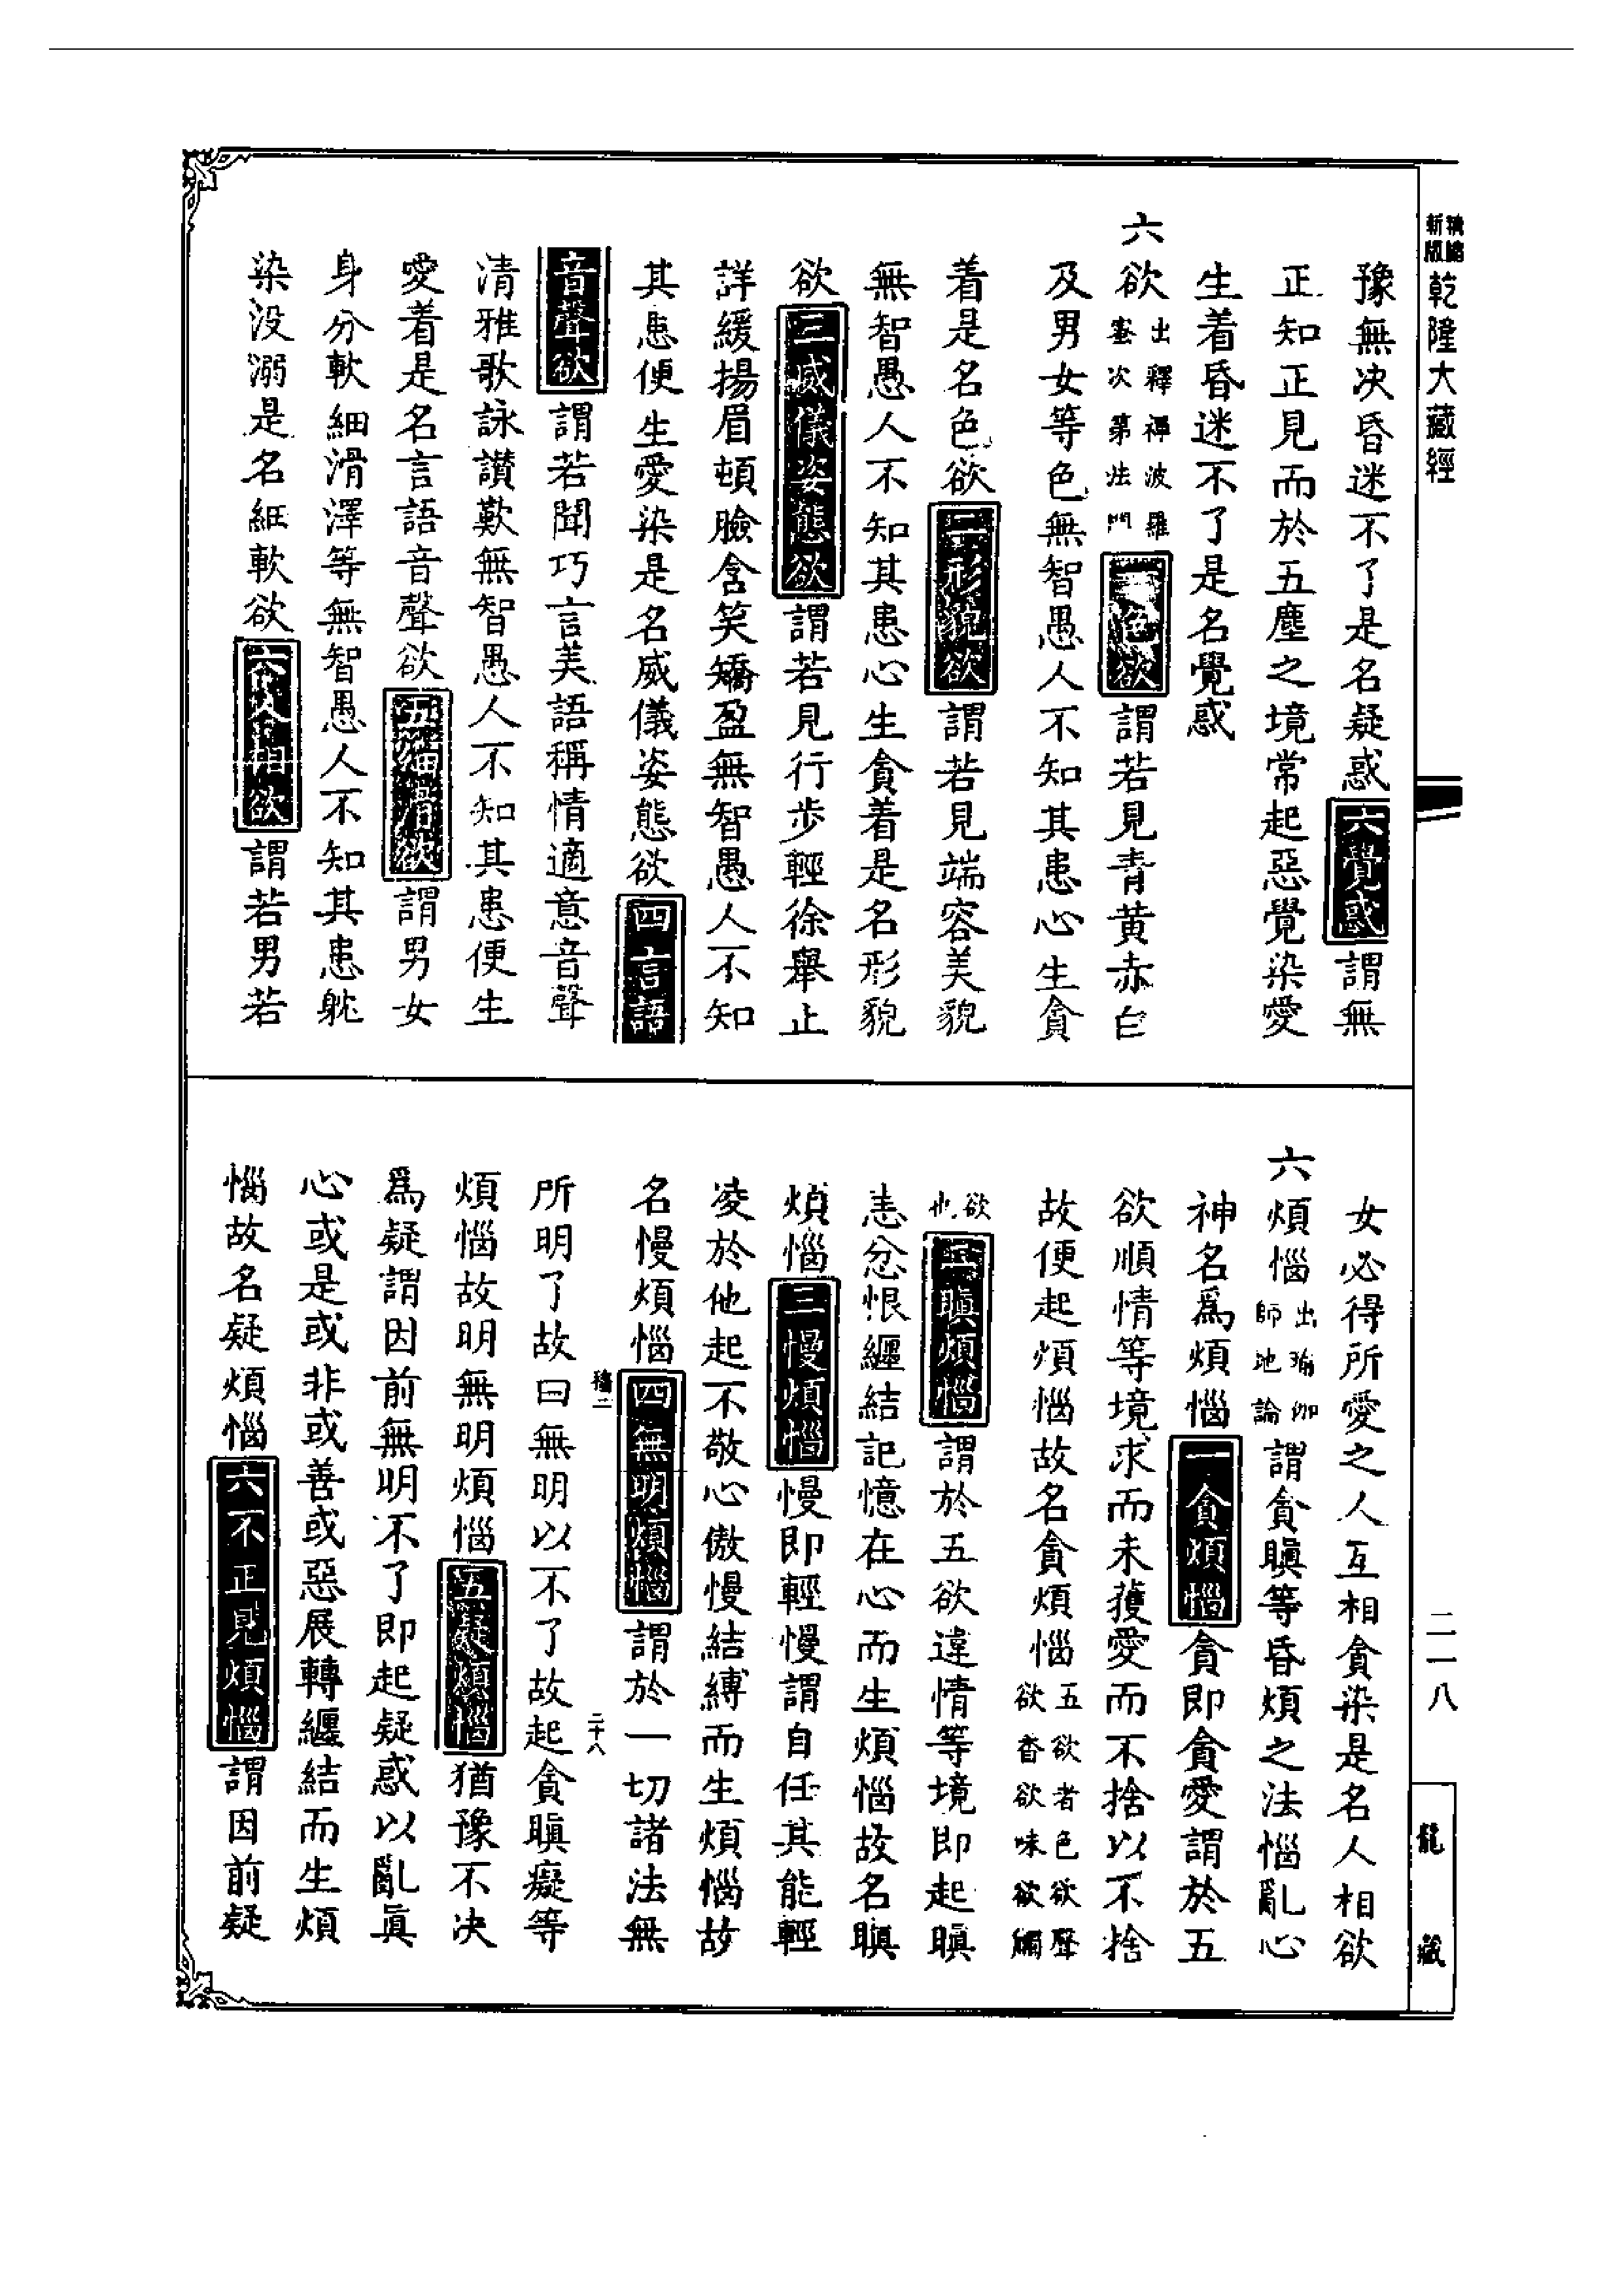 新版精縮乾隆大藏經
豫無决昏迷不了是名疑惑六覺惑謂無
正知正見而於五塵之境常起惡覺染愛
生着昏迷不了是名覺惑
六欲出釋禪波羅蜜次第法門一色欲謂若見青黄赤白
及男女等色無智愚人不知其患心生貪
着是名色欲二形貌欲謂若見端容美貌
無智愚人不知其患心生貪着是名形貌
欲三威儀姿態欲謂若見行步輕徐舉止
詳緩揚眉頓臉含笑矯盈無智愚人不知
其患便生愛染是名威儀姿態欲四言語
音聲欲謂若聞巧言美語稱情適意音聲
清雅歌詠讃歎無智愚人不知其患便生
愛着是名言語音聲欲五細滑欲謂男女
身分軟細滑澤等無智愚人不知其患躭
染没溺是名細軟欲六人相欲謂若男若
女必得所愛之人互相貪染是名人相欲
六煩惱出瑜伽師地論謂貪瞋等昏煩之法惱亂心
神名爲煩惱一貪煩惱貪即貪愛謂於五
欲順情等境求而未獲愛而不捨以不捨
故便起煩惱故名貪煩惱五欲者色欲聲欲香欲味欲觸
欲也二瞋煩惱謂於五欲違情等境即起瞋
恚忿恨纏結記憶在心而生煩惱故名瞋
煩惱三慢煩惱慢即輕慢謂自任其能輕
凌於他起不敬心傲慢結縛而生煩惱故
名慢煩惱四無明煩惱謂於一切諸法無
二十八
所明了故曰無明以不了故起貪瞋癡等
煩惱故明無明煩惱五疑煩惱猶豫不决
爲疑謂因前無明不了即起疑惑以亂眞
心或是或非或善或惡展轉纏結而生煩
惱故名疑煩惱六不正見煩惱謂因前疑
二一八
龍藏